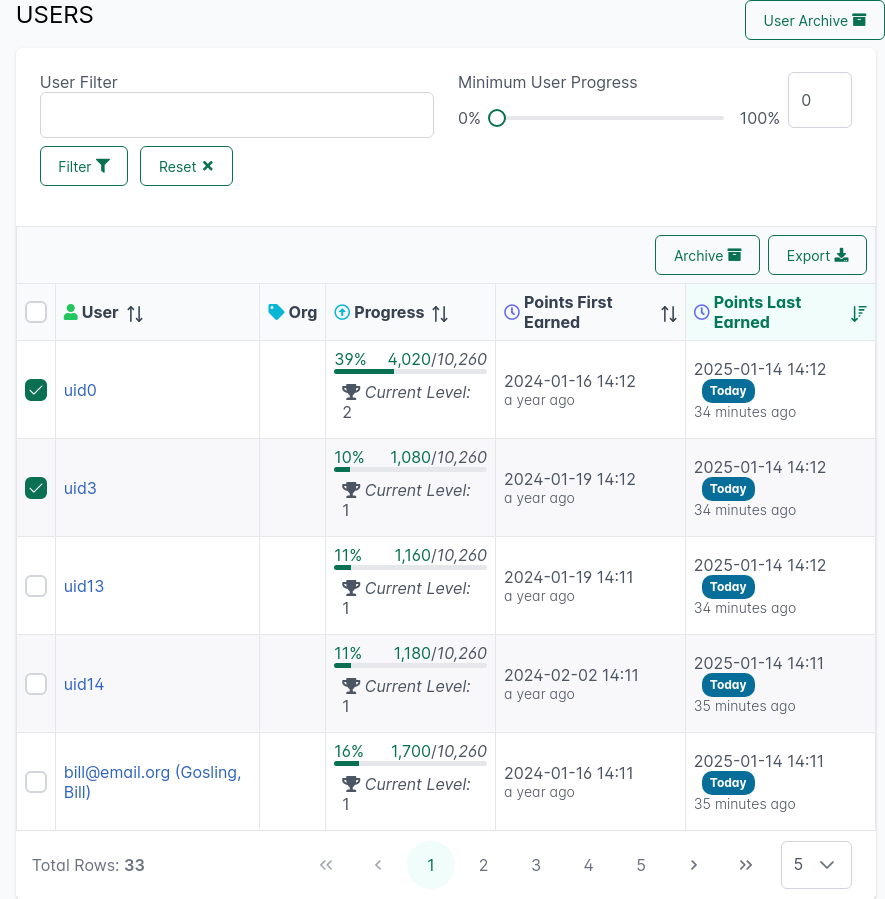 USERS
User Archive
User Filter
Minimum User Progress
0%
100%
0
Filter
Reset
Archive
Export
User
Org
Progress
Points First
Earned
Points Last
Earned
uid0
39% 4,020/10,260
Current Level:
2
2024-01-16 14:12
a year ago
2025-01-14 14:12
Today
34 minutes ago
uid3
10% 1,080/10,260
Current Level:
1
2024-01-19 14:12
a year ago
2025-01-14 14:12
Today
34 minutes ago
uid13
11% 1,160/10,260
Current Level:
1
2024-01-19 14:11
a year ago
2025-01-14 14:12
Today
34 minutes ago
uid14
11% 1,180/10,260
Current Level:
1
2024-02-02 14:11
a year ago
2025-01-14 14:11
Today
35 minutes ago
bill@email.org (Gosling,
Bill)
16% 1,700/10,260
Current Level:
1
2024-01-16 14:11
a year ago
2025-01-14 14:11
Today
35 minutes ago
Total Rows: 33
1 2 3 4 5
5